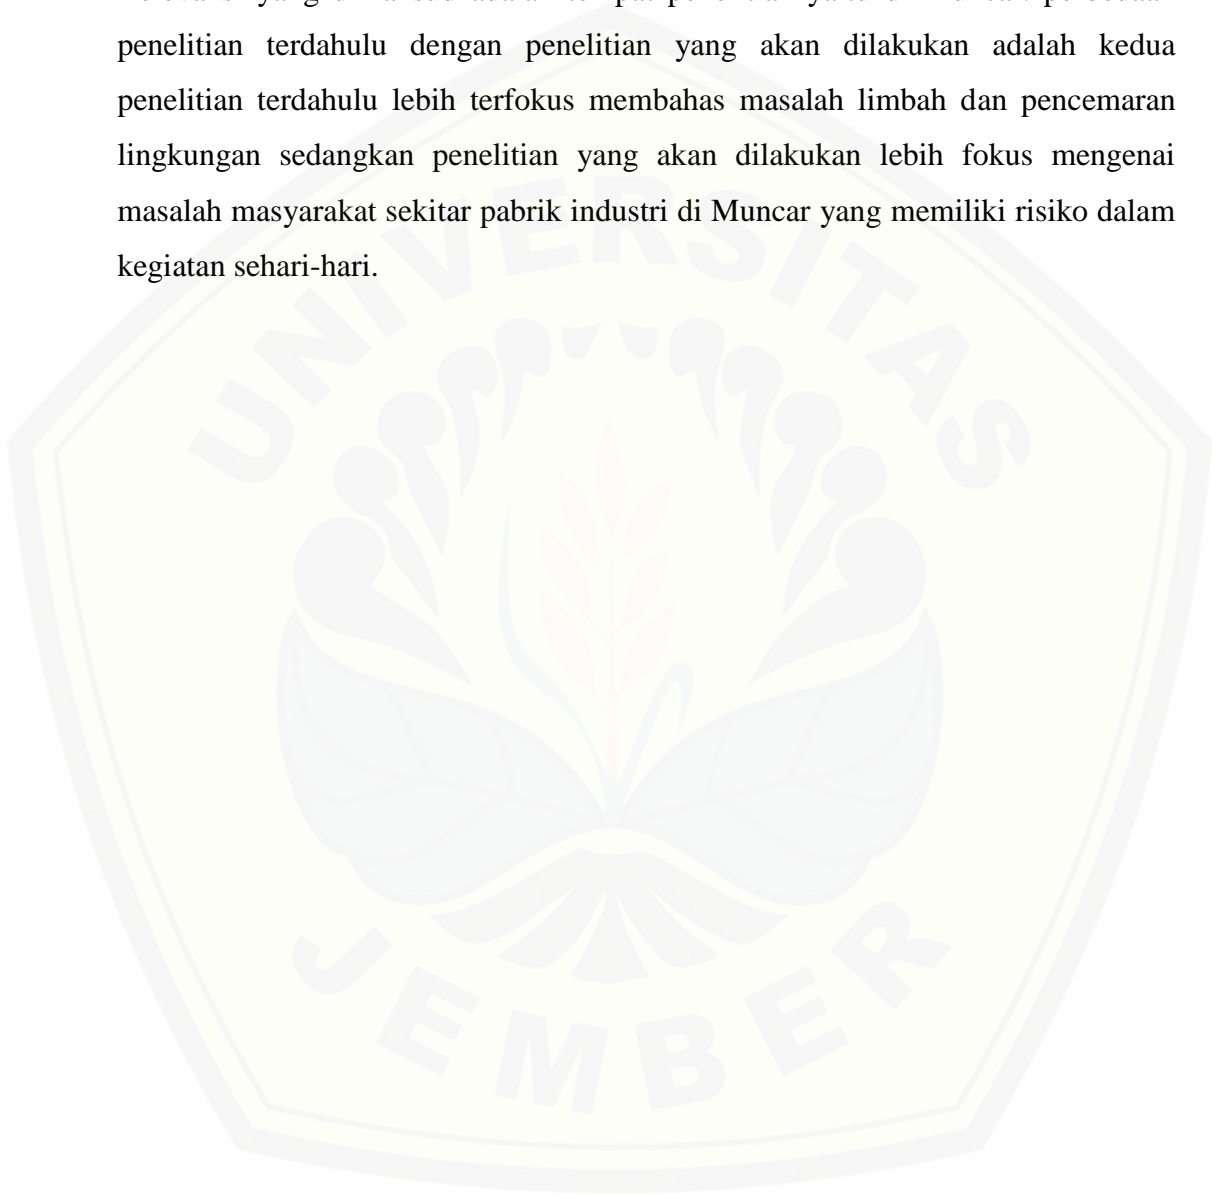 penelitian terdahulu dengan penelitian yang akan dilakukan adalah kedua
penelitian terdahulu lebih terfokus membahas masalah limbah dan pencemaran
lingkungan sedangkan penelitian yang akan dilakukan lebih fokus mengenai
masalah masyarakat sekitar pabrik industri di Muncar yang memiliki risiko dalam
kegiatan sehari-hari.
UNIVERSITAS
JEMBER